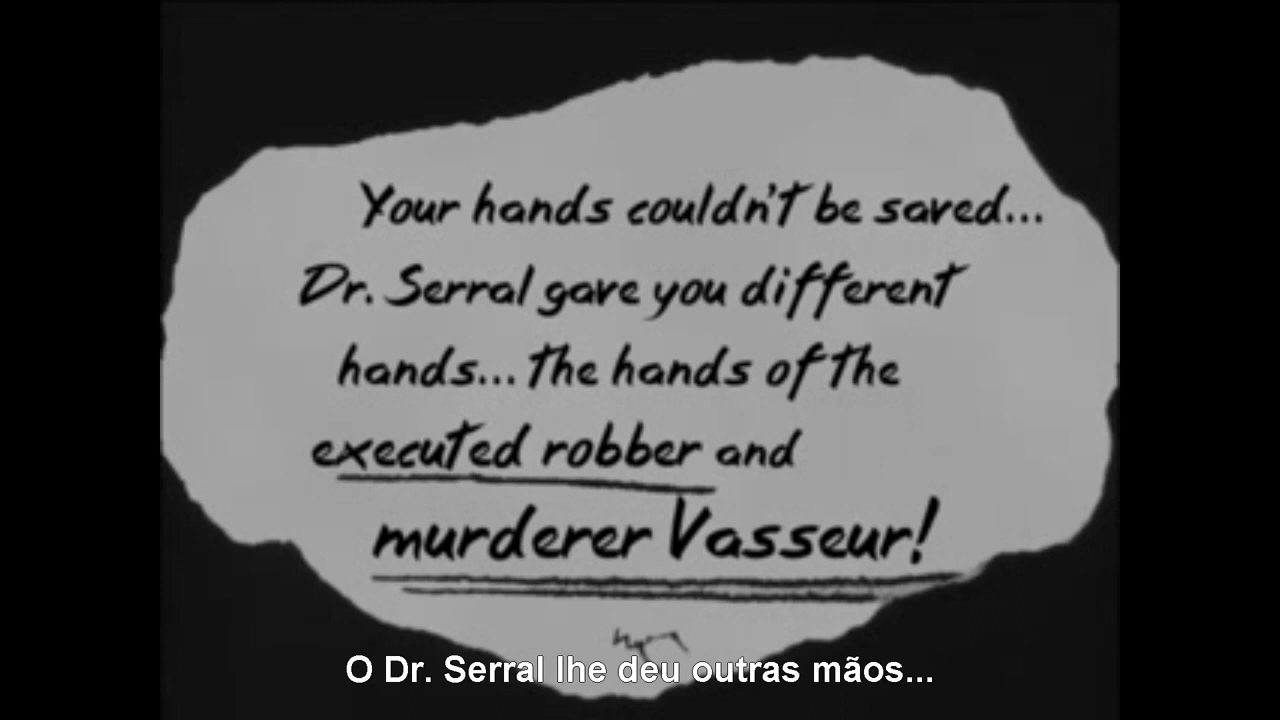 Your hands couldn't be saved...
Dr. Serral gave you different
hands... the hands of the
executed robber and
murderer Vasseur!
O Dr. Serral lhe deu outras mãos...